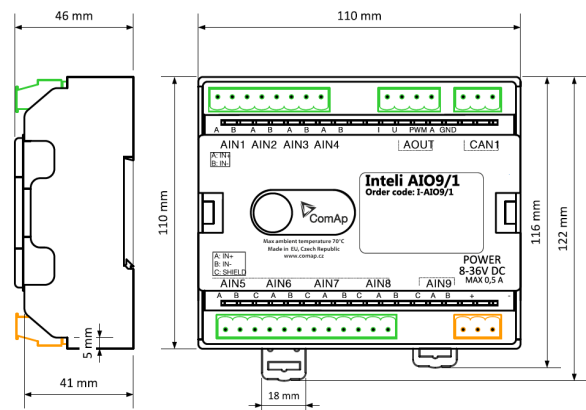 46 mm
110 mm
A B A B A B A B I U PWM A GND
AIN1 AIN2 AIN3 AIN4 AOUT CAN1
A: IN+
B: IN-
Inteli AIO9/1
Order code: I-AIO9/1
ComAp
Max ambient temperature 70°C
Made in EU, Czech Republic
www.comap.cz
110 mm
116 mm
122 mm
A: IN+
B: IN-
C: SHIELD
POWER
8-36V DC
MAX 0,5 A
AIN5 AIN6 AIN7 AIN8 AIN9
A B C A B C A B C A B C A B + -
5 mm
41 mm
18 mm